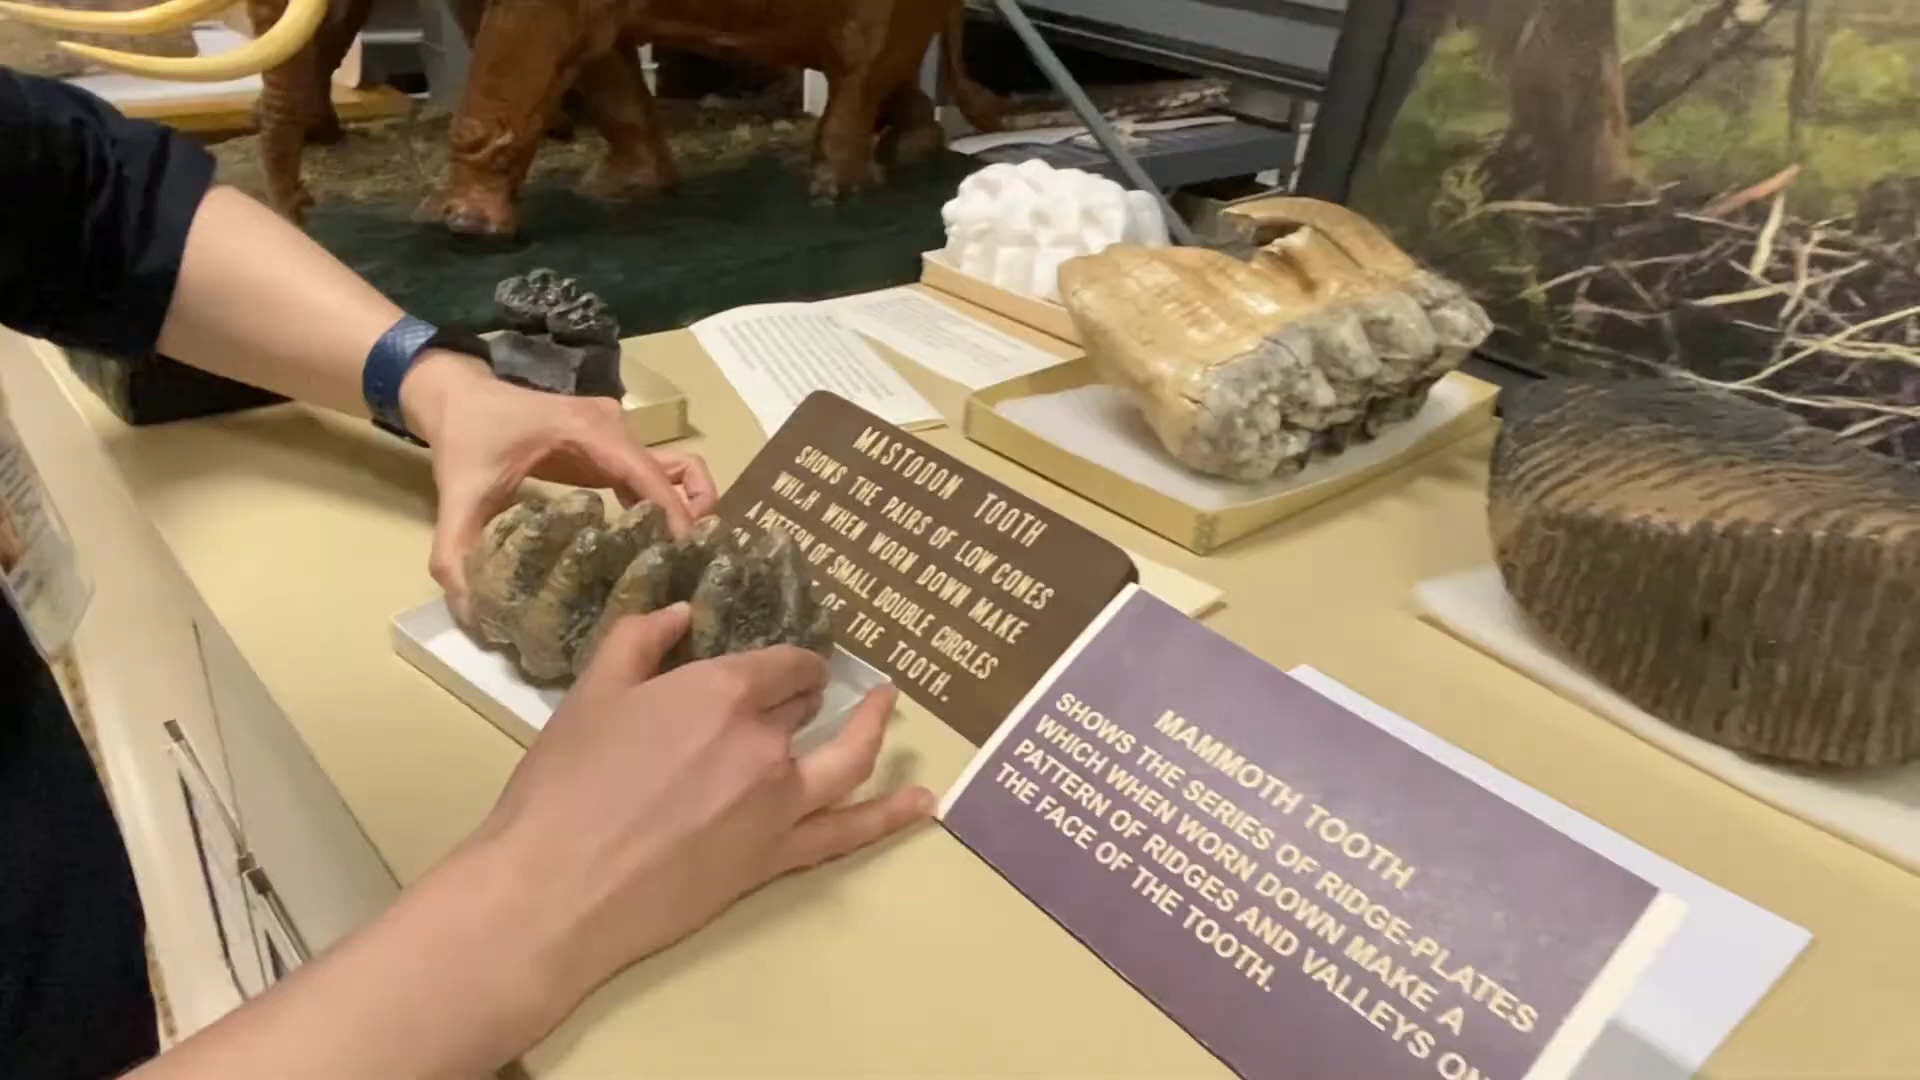 MASTODON TOOTH
SHOWS THE PAIRS OF LOW CONES
WHICH WHEN WORN DOWN MAKE
A PATTERN OF SMALL DOUBLE CIRCLES
ON OF THE TOOTH.
MAMMOTH TOOTH
SHOWS THE SERIES OF RIDGE-PLATES
WHICH WHEN WORN DOWN MAKE A
PATTERN OF RIDGES AND VALLEYS ON
THE FACE OF THE TOOTH.